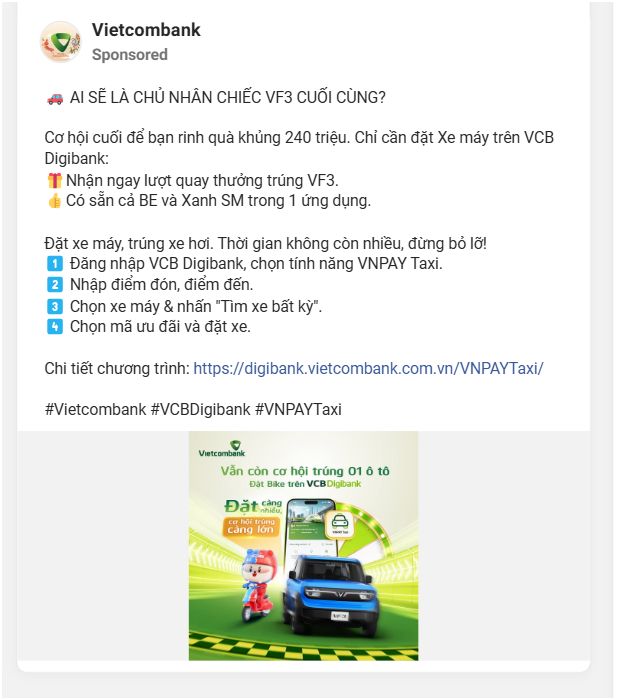 Vietcombank
Sponsored
🚗 AI SẼ LÀ CHỦ NHÂN CHIẾC VF3 CUỐI CÙNG?
Cơ hội cuối để bạn rinh quà khủng 240 triệu. Chỉ cần đặt Xe máy trên VCB
Digibank:
🎁Nhận ngay lượt quay thưởng trúng VF3.
👍Có sẵn cả BE và Xanh SM trong 1 ứng dụng.
Đặt xe máy, trúng xe hơi. Thời gian không còn nhiều, đừng bỏ lỡ!
1️⃣ Đăng nhập VCB Digibank, chọn tính năng VNPAY Taxi.
2️⃣ Nhập điểm đón, điểm đến.
3️⃣ Chọn xe máy & nhấn "Tìm xe bất kỳ".
4️⃣ Chọn mã ưu đãi và đặt xe.
Chi tiết chương trình: https://digibank.vietcombank.com.vn/VNPAYTaxi/
#Vietcombank #VCBDigibank #VNPAYTaxi
Vietcombank
Vẫn còn cơ hội trúng 01 ô tô
Đặt Bike trên VCBDigibank
Đặt càng nhiều,
cơ hội trúng
càng lớn